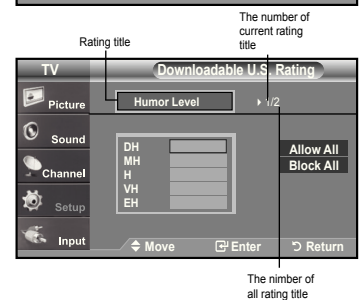 The number of
current rating
title
Rating title
TV
Downloadable U.S. Rating
Picture
Humor Level
1/2
Sound
DH
MH
H
VH
EH
Allow All
Block All
Channel
Setup
Input
Move Enter Return
The nimber of
all rating title